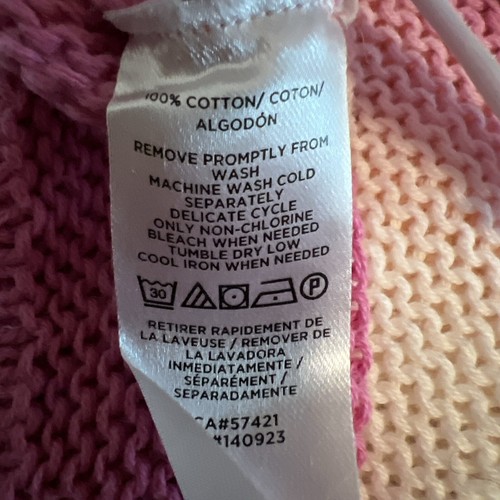 100% COTTON/ COTON/
ALGODÓN
REMOVE PROMPTLY FROM
WASH
MACHINE WASH COLD
SEPARATELY
DELICATE CYCLE
ONLY NON-CHLORINE
BLEACH WHEN NEEDED
TUMBLE DRY LOW
COOL IRON WHEN NEEDED
30 P
RETIRER RAPIDEMENT DE
LA LAVEUSE / REMOVER DE
LA LAVADORA
INMEDIATAMENTE /
SÉPARÉMENT /
SEPARADAMENTE
CA#57421
#140923